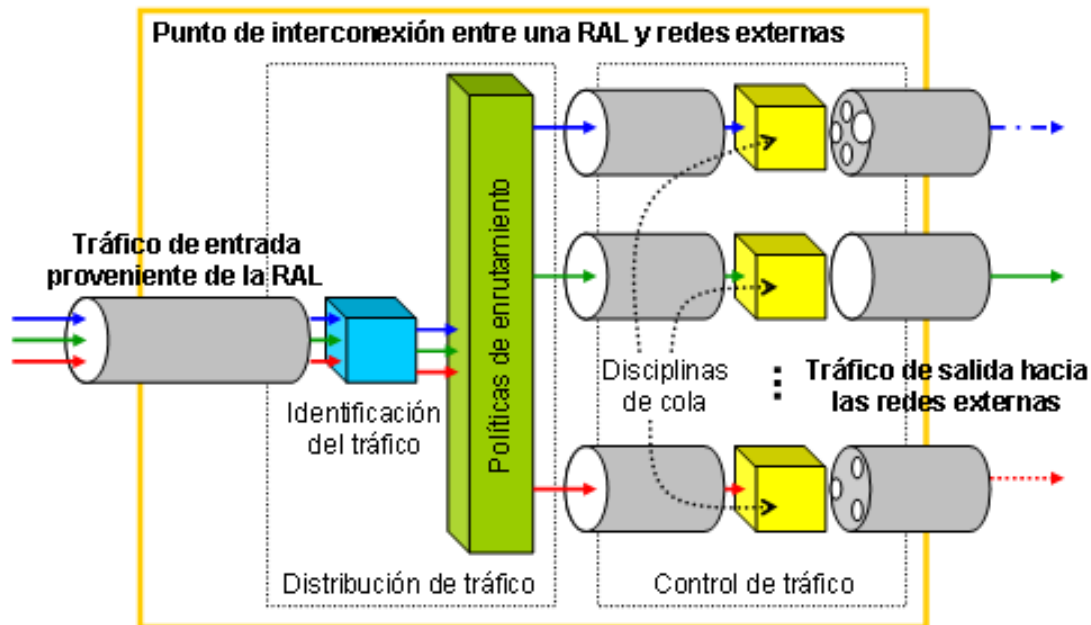 Punto de interconexión entre una RAL y redes externas
Tráfico de entrada
proveniente de la RAL
Identificación
del tráfico
Políticas de enrutamiento
Distribución de tráfico
Disciplinas
de cola
Tráfico de salida hacia
las redes externas
Control de tráfico